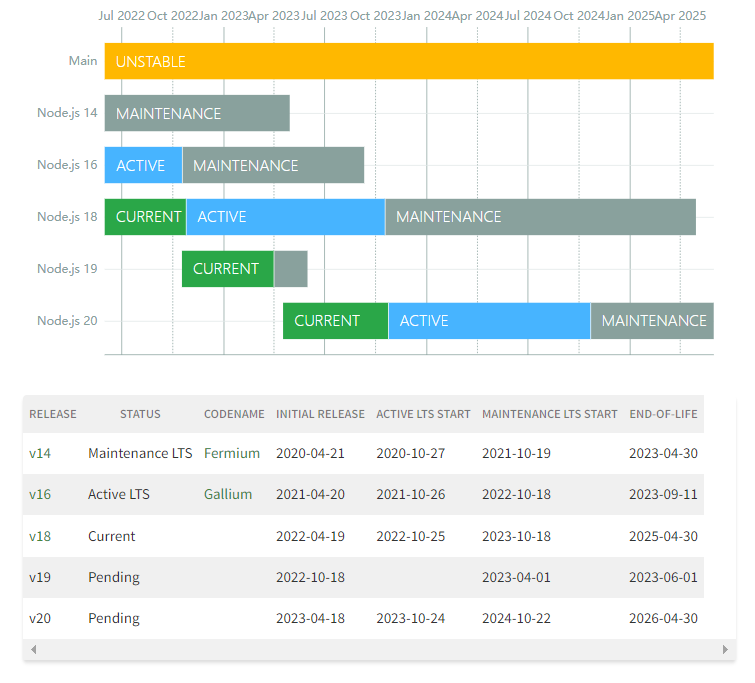 Jul 2022 Oct 2022 Jan 2023 Apr 2023 Jul 2023 Oct 2023 Jan 2024 Apr 2024 Jul 2024 Oct 2024 Jan 2025 Apr 2025
Main UNSTABLE
Node.js 14 MAINTENANCE
Node.js 16 ACTIVE MAINTENANCE
Node.js 18 CURRENT ACTIVE MAINTENANCE
Node.js 19 CURRENT
Node.js 20 CURRENT ACTIVE MAINTENANCE
RELEASE STATUS CODENAME INITIAL RELEASE ACTIVE LTS START MAINTENANCE LTS START END-OF-LIFE
v14 Maintenance LTS Fermium 2020-04-21 2020-10-27 2021-10-19 2023-04-30
v16 Active LTS Gallium 2021-04-20 2021-10-26 2022-10-18 2023-09-11
v18 Current 2022-04-19 2022-10-25 2023-10-18 2025-04-30
v19 Pending 2022-10-18 2023-04-01 2023-06-01
v20 Pending 2023-04-18 2023-10-24 2024-10-22 2026-04-30